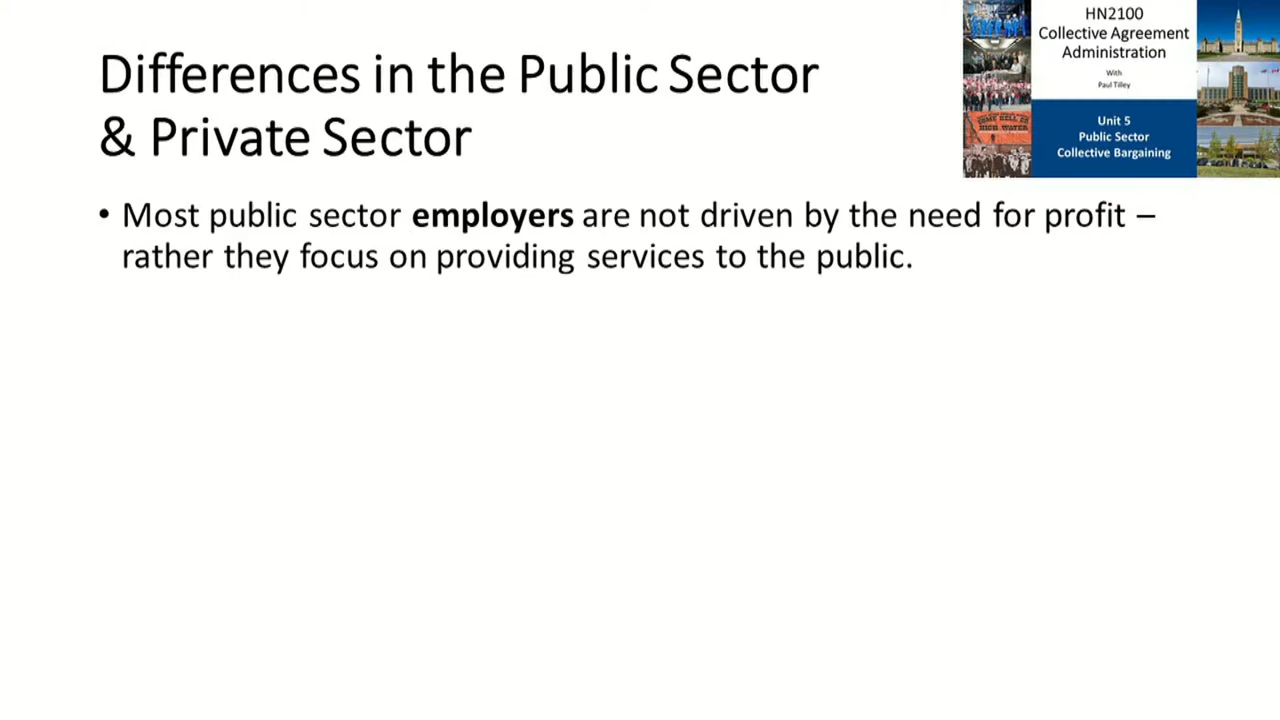 Differences in the Public Sector
& Private Sector
HN2100
Collective Agreement
Administration
With
Paul Tilley
Unit 5
Public Sector
Collective Bargaining
HIGH WATER
• Most public sector employers are not driven by the need for profit –
rather they focus on providing services to the public.